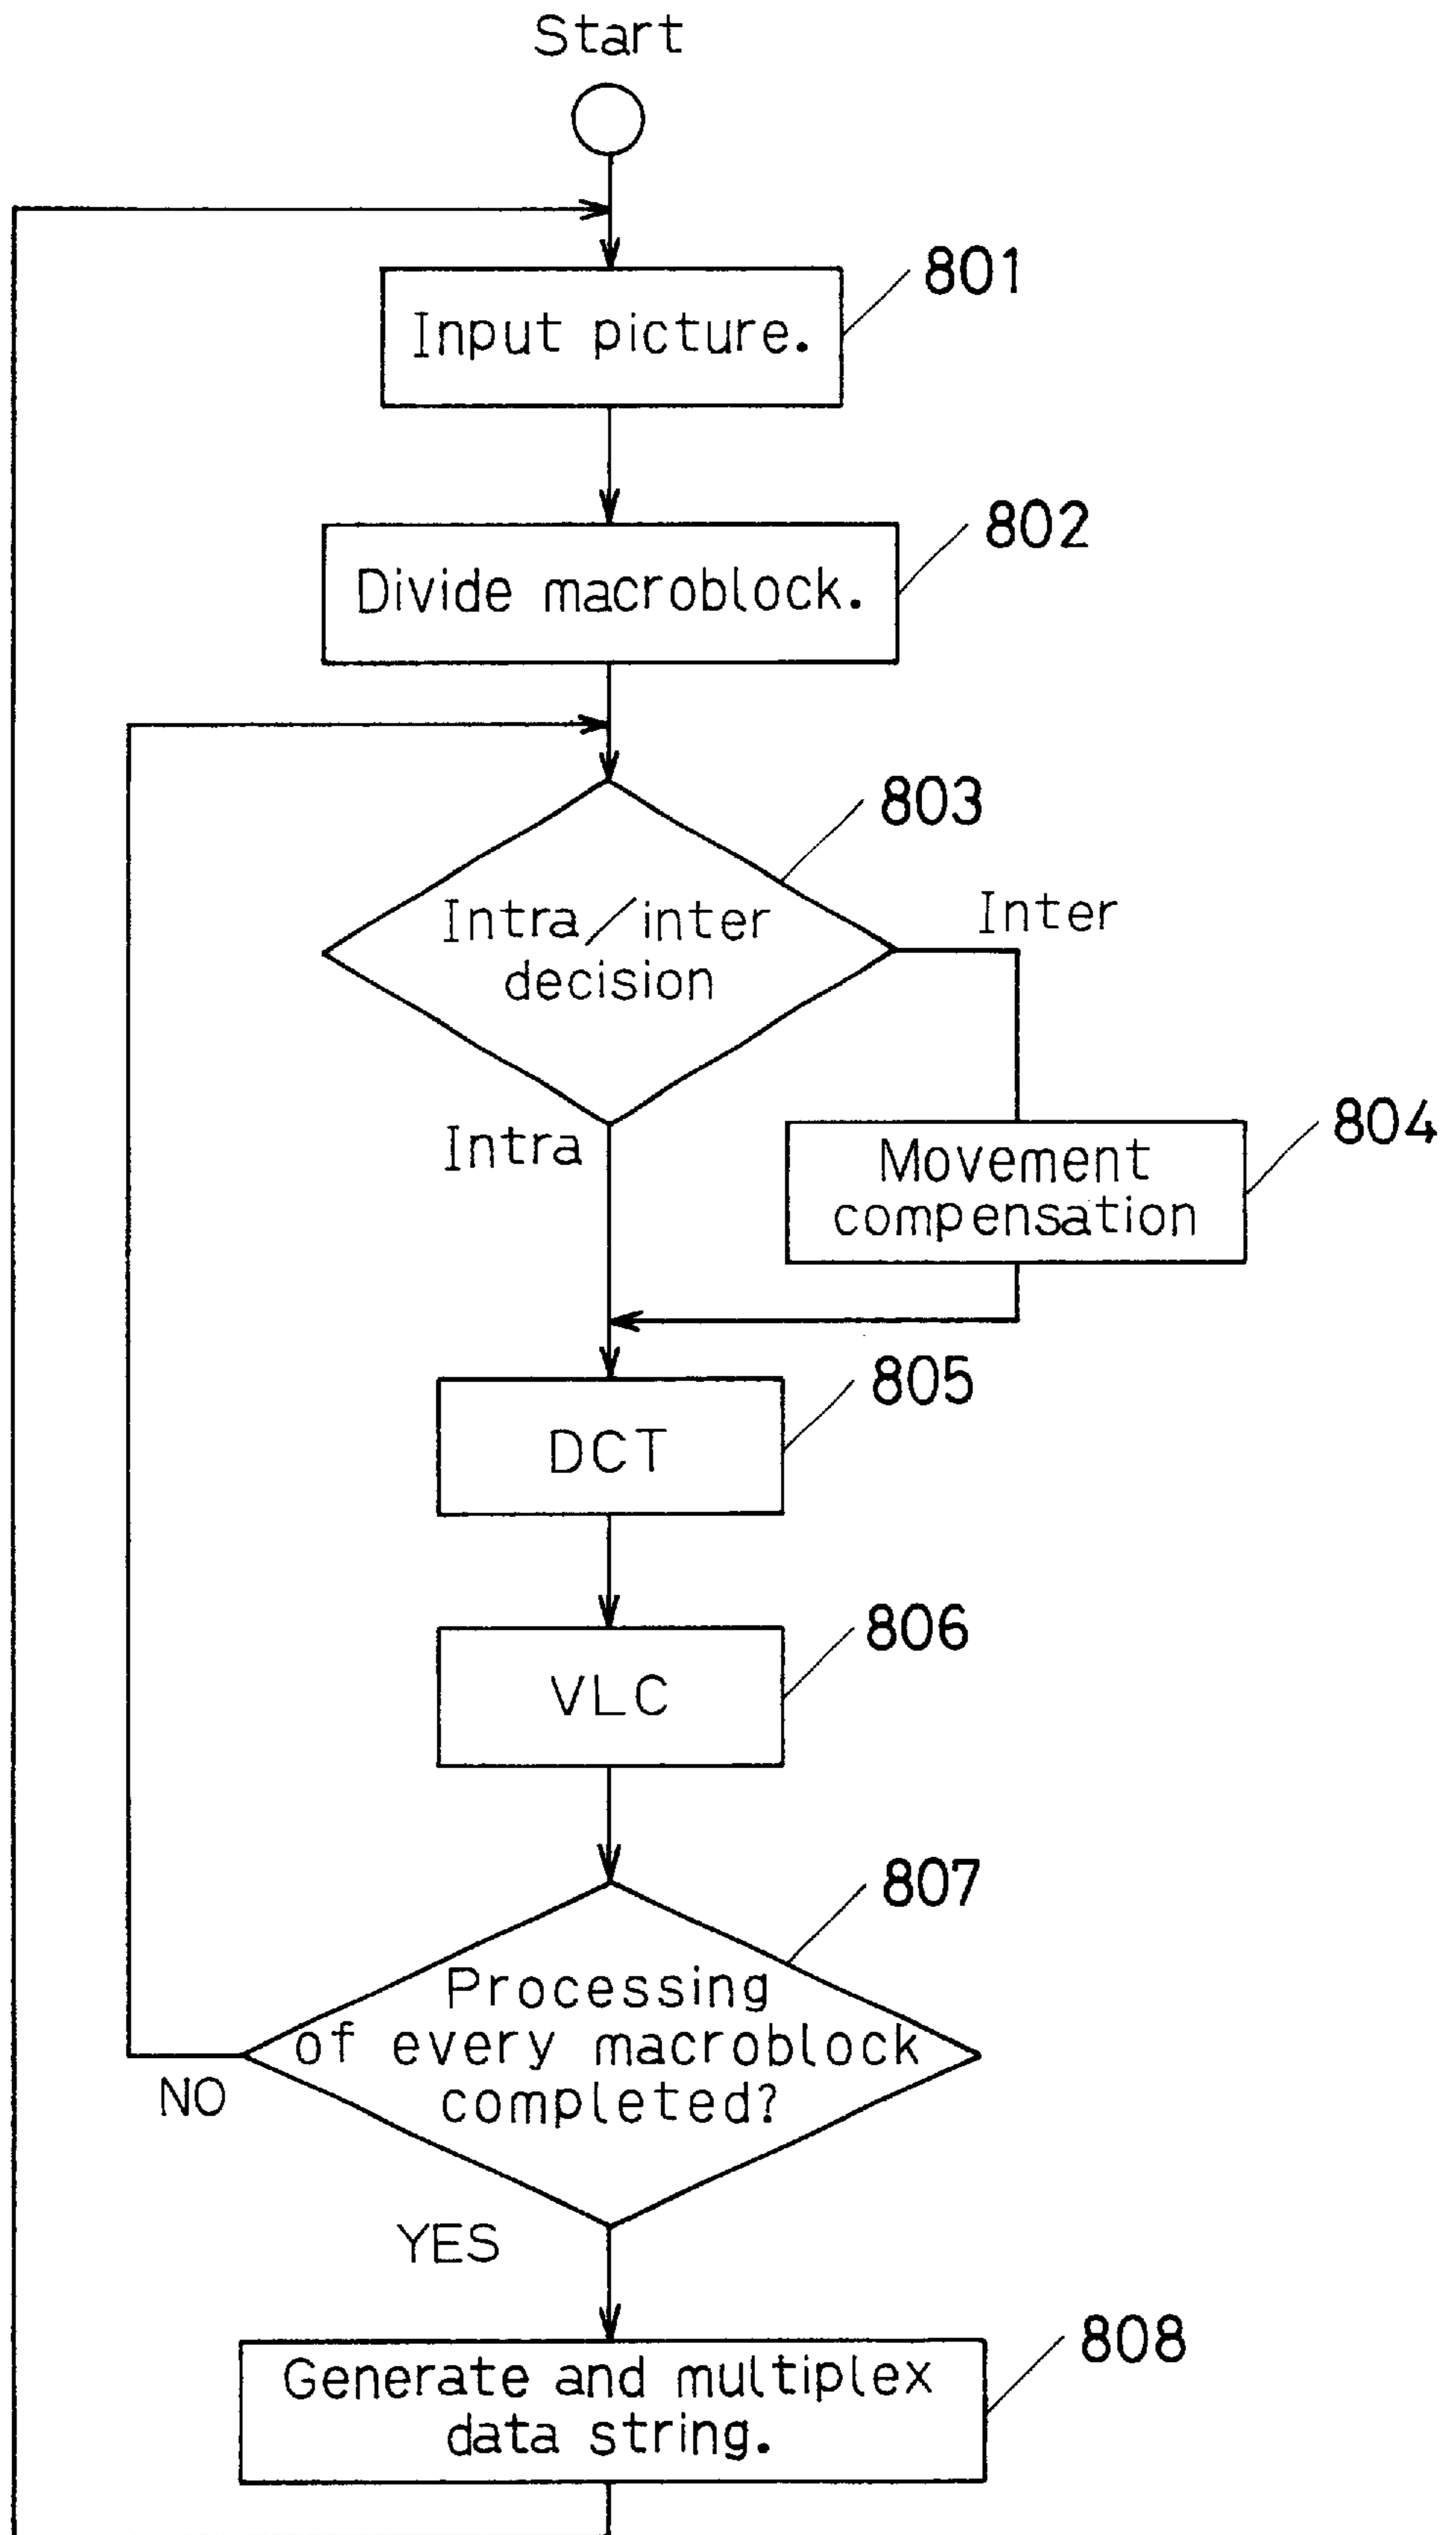 Start
801
Input picture.
802
Divide macroblock.
803
Intra/inter
decision
Inter
Intra
804
Movement
compensation
805
DCT
806
VLC
807
Processing
of every macroblock
completed?
NO
YES
808
Generate and multiplex
data string.